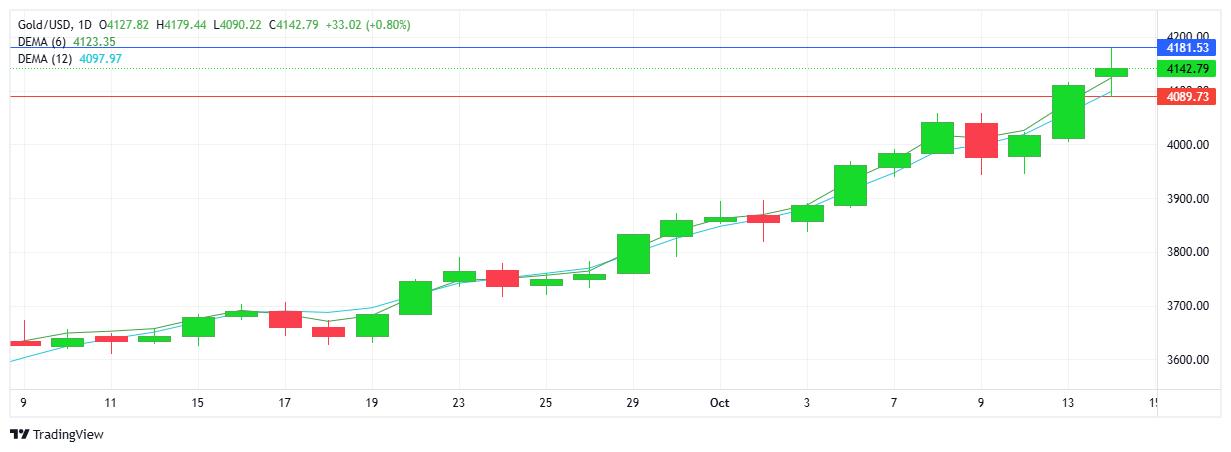 Gold/USD, 1D O4127.82 H4179.44 L4090.22 C4142.79 +33.02 (+0.80%)
DEMA (6) 4123.35
DEMA (12) 4097.97
4200.00
4181.53
4142.79
4089.73
4000.00
3900.00
3800.00
3700.00
3600.00
9 11 15 17 19 23 25 29 Oct 3 7 9 13
TradingView